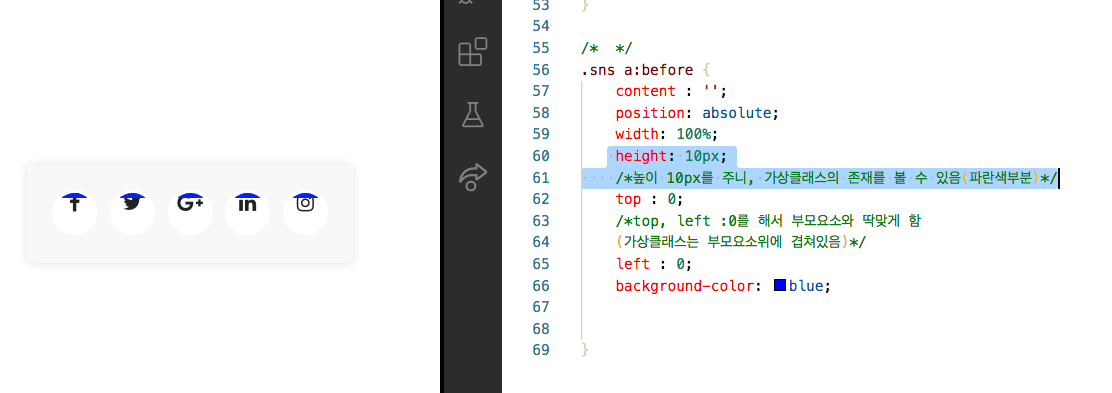 f G+ in
53 }
54
55 /*  */
56 .sns a:before {
57 content : '';
58 position: absolute;
59 width: 100%;
60 height: 10px;
61 /*높이 10px를 주니, 가상클래스의 존재를 볼 수 있음(파란색부분)*/
62 top : 0;
63 /*top, left :0를 해서 부모요소와 딱맞게 함
64 (가상클래스는 부모요소위에 겹쳐있음)*/
65 left : 0;
66 background-color: blue;
67
68
69 }